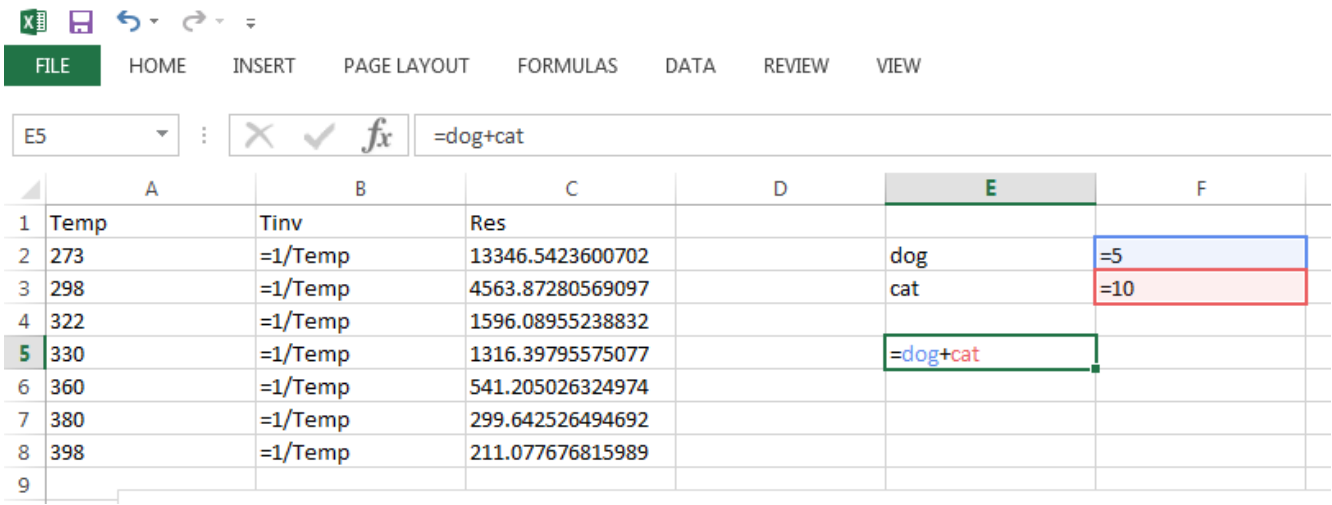 FILE HOME INSERT PAGE LAYOUT FORMULAS DATA REVIEW VIEW
E5 fx =dog+cat
A B C D E F
1 Temp Tinv Res
2 273 =1/Temp 13346.5423600702 dog =5
3 298 =1/Temp 4563.87280569097 cat =10
4 322 =1/Temp 1596.08955238832
5 330 =1/Temp 1316.39795575077 =dog+cat
6 360 =1/Temp 541.205026324974
7 380 =1/Temp 299.642526494692
8 398 =1/Temp 211.077676815989
9